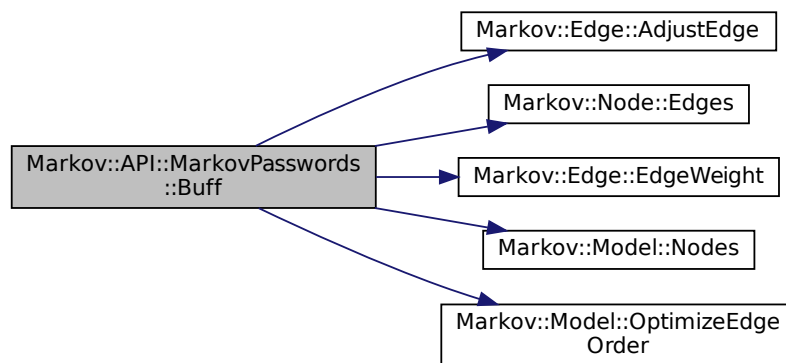 Markov::Edge::AdjustEdge
Markov::Node::Edges
Markov::API::MarkovPasswords
::Buff
Markov::Edge::EdgeWeight
Markov::Model::Nodes
Markov::Model::OptimizeEdge
Order